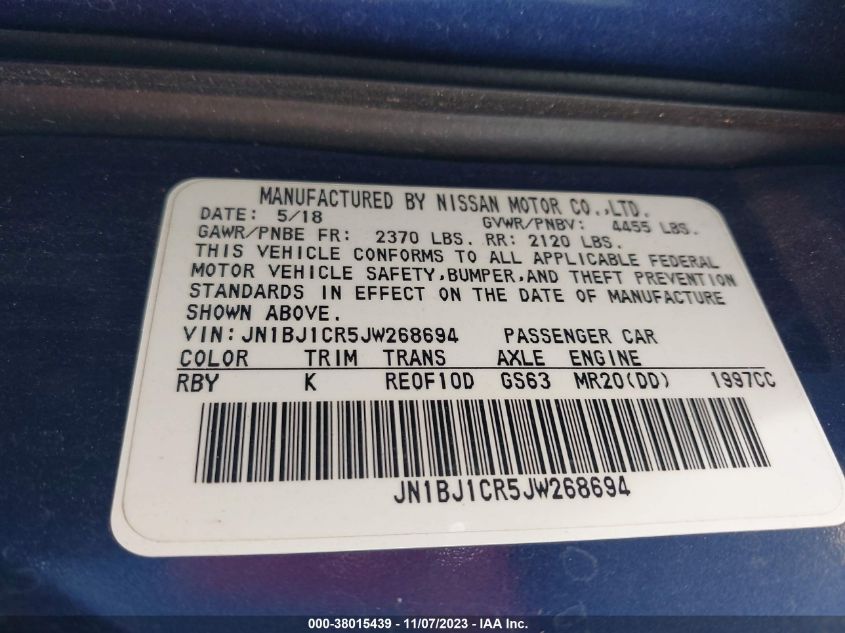 MANUFACTURED BY NISSAN MOTOR CO.,LTD.
DATE: 5/18 GVWR/PNBV: 4455 LBS.
GAWR/PNBE FR: 2370 LBS. RR: 2120 LBS.
THIS VEHICLE CONFORMS TO ALL APPLICABLE FEDERAL
MOTOR VEHICLE SAFETY,BUMPER,AND THEFT PREVENTION
STANDARDS IN EFFECT ON THE DATE OF MANUFACTURE
SHOWN ABOVE.
VIN:JN1BJ1CR5JW268694 PASSENGER CAR
COLOR TRIM TRANS AXLE ENGINE
RBY K RE0F10D GS63 MR20(DD) 1997CC
JN1BJ1CR5JW268694
000-38015439 - 11/07/2023 - IAAI.com